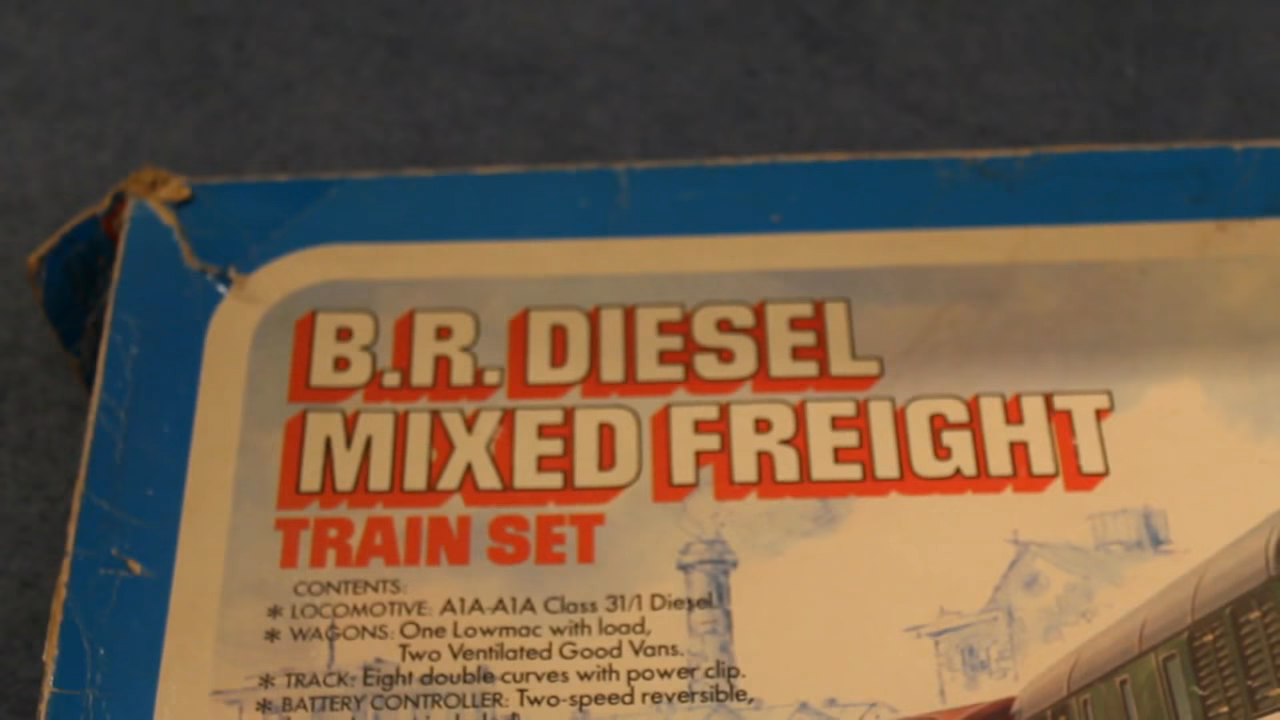 B.R. DIESEL
MIXED FREIGHT
TRAIN SET
CONTENTS:
* LOCOMOTIVE: A1A-A1A Class 31/1 Diesel.
* WAGONS: One Lowmac with load,
Two Ventilated Good Vans.
* TRACK: Eight double curves with power clip.
* BATTERY CONTROLLER: Two-speed reversible,